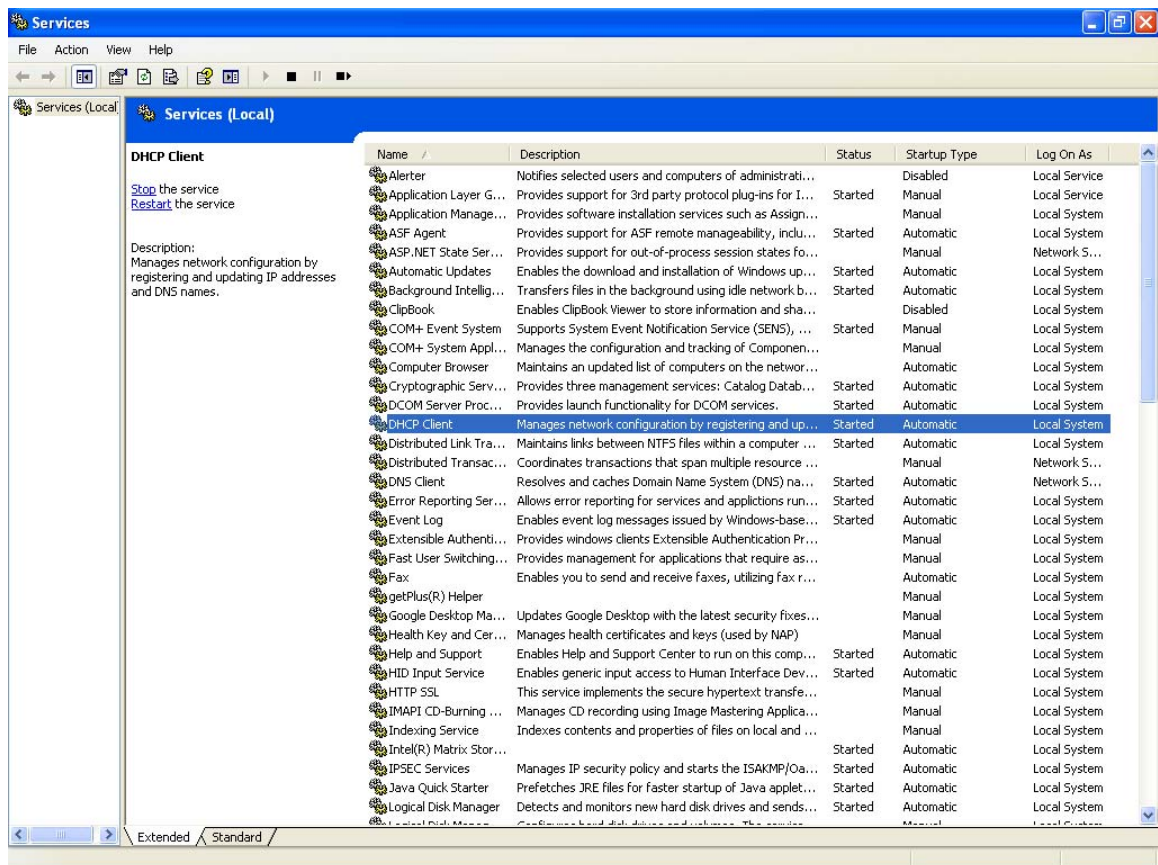 Services
File Action View Help
Services (Local
Services (Local)
DHCP Client
Stop the service
Restart the service
Description:
Manages network configuration by
registering and updating IP addresses
and DNS names.
Name Description Status Startup Type Log On As
Alerter Notifies selected users and computers of administrati... Disabled Local Service
Application Layer G... Provides support for 3rd party protocol plug-ins for I... Started Manual Local Service
Application Manage... Provides software installation services such as Assign... Manual Local System
ASF Agent Provides support for ASF remote manageability, inclu... Started Automatic Local System
ASP.NET State Ser... Provides support for out-of-process session states fo... Manual Network S...
Automatic Updates Enables the download and installation of Windows up... Started Automatic Local System
Background Intellig... Transfers files in the background using idle network b... Started Automatic Local System
ClipBook Enables ClipBook Viewer to store information and sha... Disabled Local System
COM+ Event System Supports System Event Notification Service (SENS), ... Started Manual Local System
COM+ System Appl... Manages the configuration and tracking of Componen... Manual Local System
Computer Browser Maintains an updated list of computers on the networ... Automatic Local System
Cryptographic Serv... Provides three management services: Catalog Datab... Started Automatic Local System
DCOM Server Proc... Provides launch functionality for DCOM services. Started Automatic Local System
DHCP Client Manages network configuration by registering and up... Started Automatic Local System
Distributed Link Tra... Maintains links between NTFS files within a computer ... Started Automatic Local System
Distributed Transac... Coordinates transactions that span multiple resource ... Manual Network S...
DNS Client Resolves and caches Domain Name System (DNS) na... Started Automatic Network S...
Error Reporting Ser... Allows error reporting for services and applictions run... Started Automatic Local System
Event Log Enables event log messages issued by Windows-base... Started Automatic Local System
Extensible Authenti... Provides windows clients Extensible Authentication Pr... Manual Local System
Fast User Switching... Provides management for applications that require as... Manual Local System
Fax Enables you to send and receive faxes, utilizing fax r... Automatic Local System
getPlus(R) Helper Manual Local System
Google Desktop Ma... Updates Google Desktop with the latest security fixes... Manual Local System
Health Key and Cer... Manages health certificates and keys (used by NAP) Manual Local System
Help and Support Enables Help and Support Center to run on this comp... Started Automatic Local System
HID Input Service Enables generic input access to Human Interface Dev... Started Automatic Local System
HTTP SSL This service implements the secure hypertext transfe... Manual Local System
IMAPI CD-Burning ... Manages CD recording using Image Mastering Applica... Manual Local System
Indexing Service Indexes contents and properties of files on local and ... Manual Local System
Intel(R) Matrix Stor... Started Automatic Local System
IPSEC Services Manages IP security policy and starts the ISAKMP/Oa... Started Automatic Local System
Java Quick Starter Prefetches JRE files for faster startup of Java applet... Started Automatic Local System
Logical Disk Manager Detects and monitors new hard disk drives and sends... Started Automatic Local System
Extended Standard